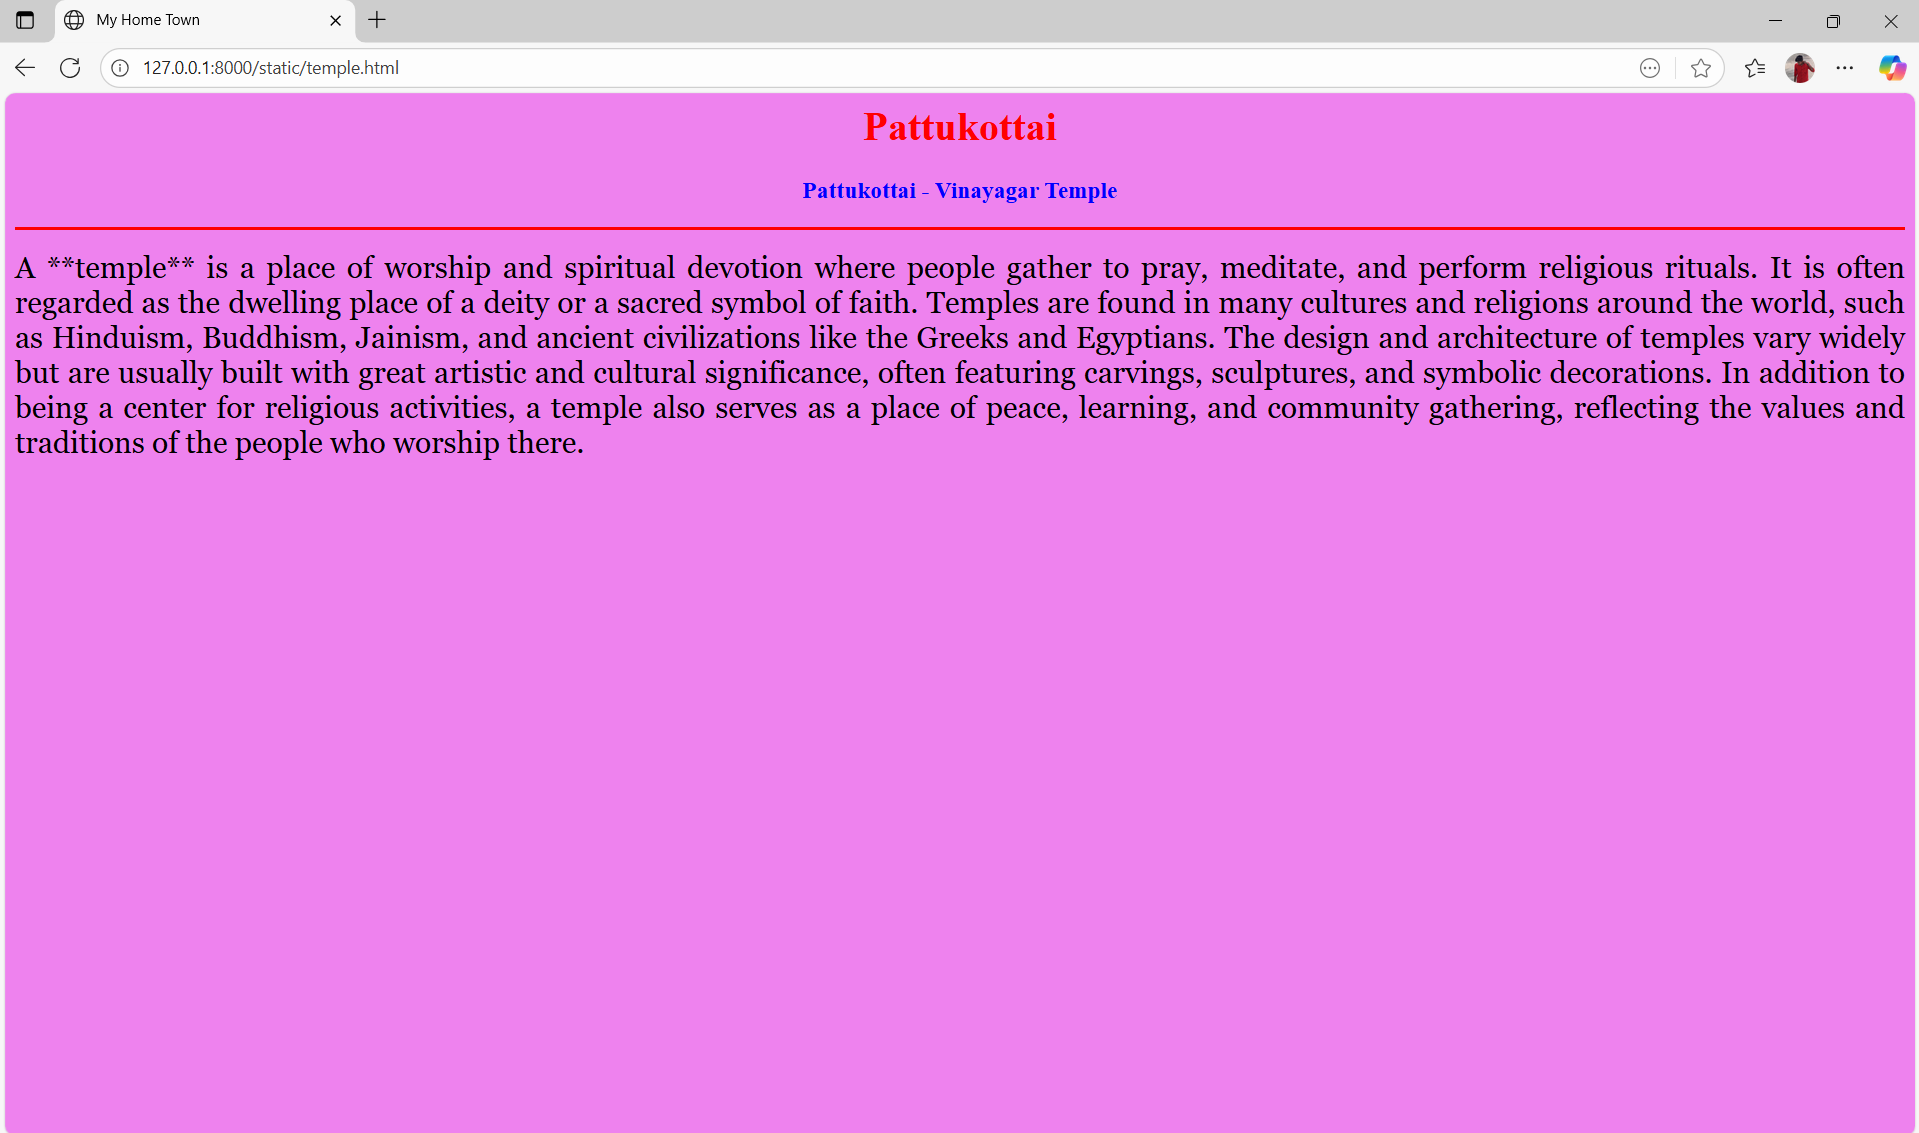 My Home Town
127.0.0.1:8000/static/temple.html
Pattukottai
Pattukottai - Vinayagar Temple
A **temple** is a place of worship and spiritual devotion where people gather to pray, meditate, and perform religious rituals. It is often
regarded as the dwelling place of a deity or a sacred symbol of faith. Temples are found in many cultures and religions around the world, such
as Hinduism, Buddhism, Jainism, and ancient civilizations like the Greeks and Egyptians. The design and architecture of temples vary widely
but are usually built with great artistic and cultural significance, often featuring carvings, sculptures, and symbolic decorations. In addition to
being a center for religious activities, a temple also serves as a place of peace, learning, and community gathering, reflecting the values and
traditions of the people who worship there.